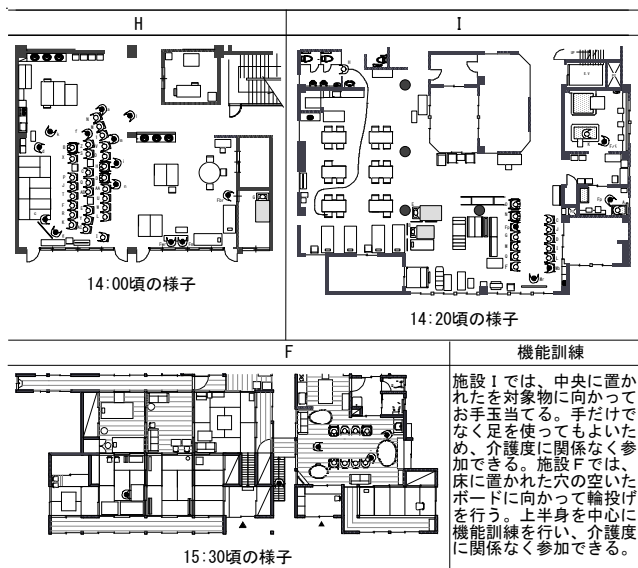 H
I
14:00頃の様子
14:20頃の様子
F
機能訓練
施設Ⅰでは、中央に置か
れたを対象物に向かって
お手玉当てる。手だけで
なく足を使ってもよいた
め、介護度に関係なく参
加できる。施設Ｆでは、
床に置かれた穴の空いた
ボードに向かって輪投げ
を行う。上半身を中心に
機能訓練を行い、介護度
に関係なく参加できる。
15:30頃の様子